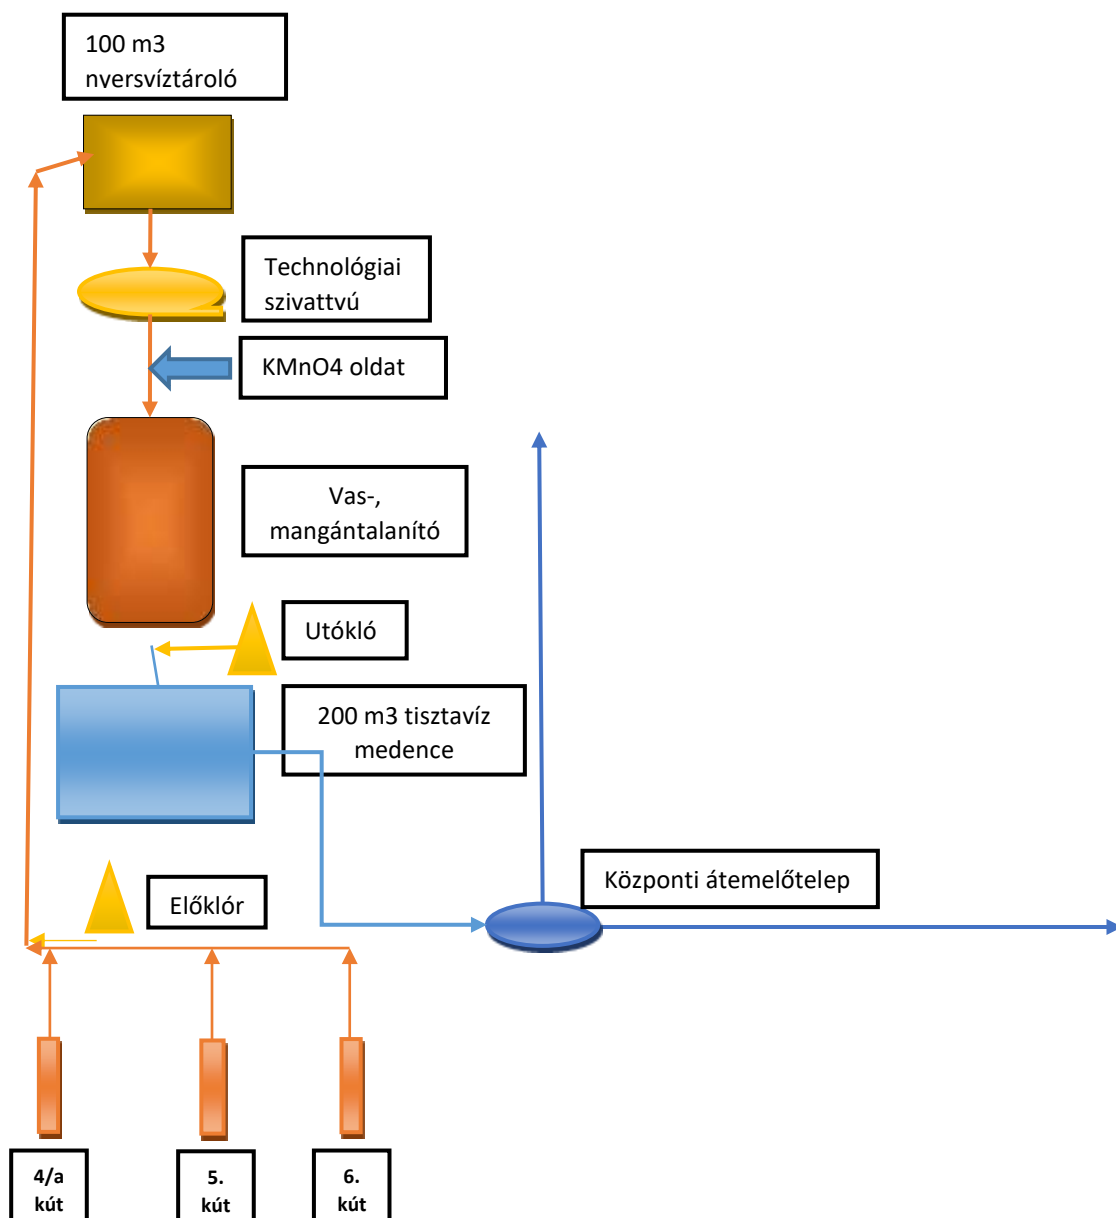 100 m3
nyersvíztároló
Technológiai
szivattyú
KMnO4 oldat
Vas-,
mangántalanító
Utókló
200 m3 tisztavíz
medence
Központi átemelőtelep
Előklór
4/a
kút
5.
kút
6.
kút